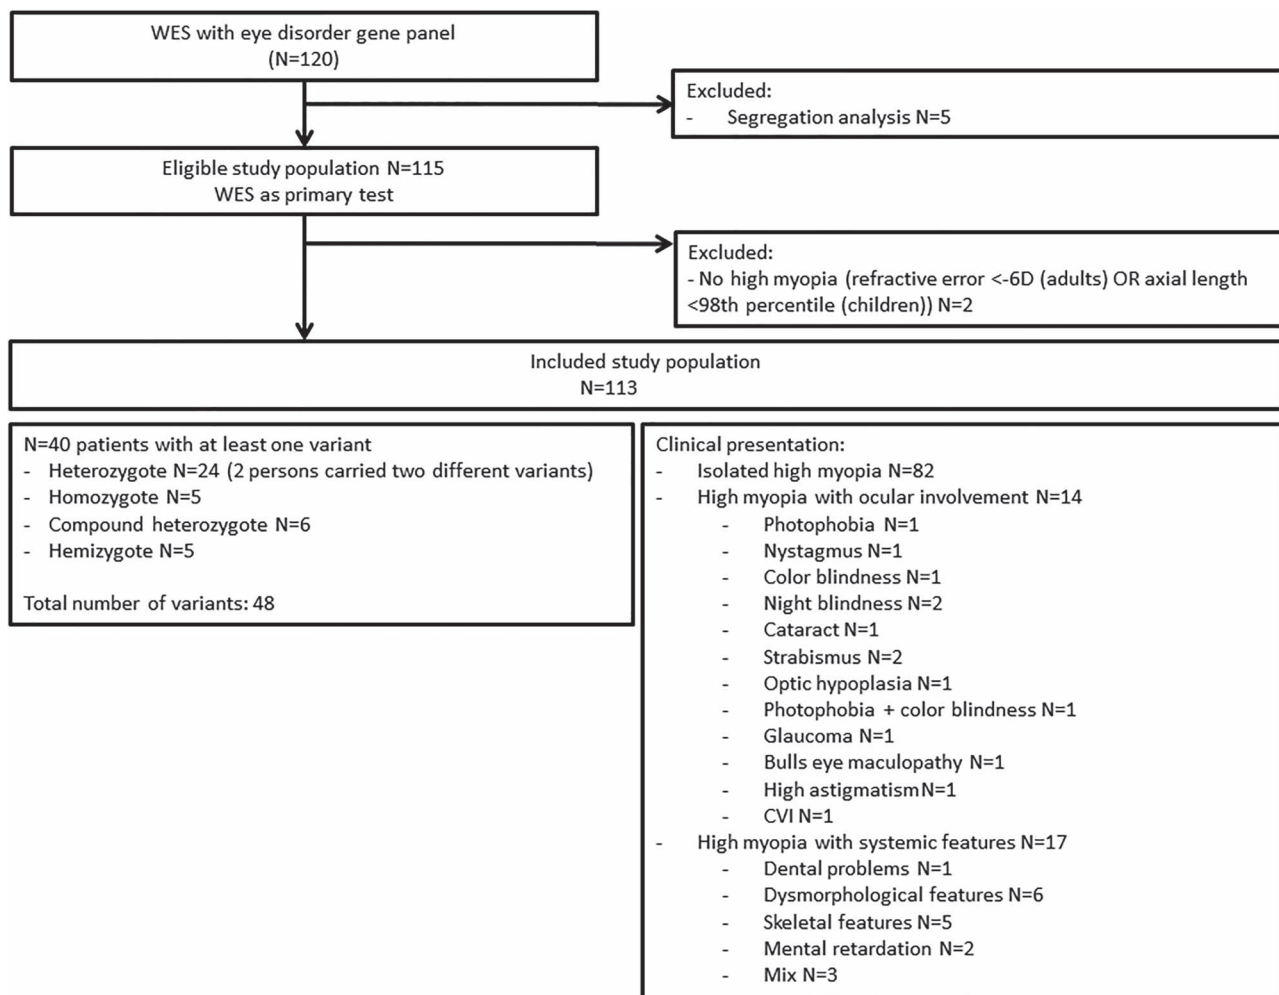 WES with eye disorder gene panel
(N=120)
Excluded:
- Segregation analysis N=5
Eligible study population N=115
WES as primary test
Excluded:
- No high myopia (refractive error <-6D (adults) OR axial length
<98th percentile (children)) N=2
Included study population
N=113
N=40 patients with at least one variant
- Heterozygote N=24 (2 persons carried two different variants)
- Homozygote N=5
- Compound heterozygote N=6
- Hemizygote N=5
Total number of variants: 48
Clinical presentation:
- Isolated high myopia N=82
- High myopia with ocular involvement N=14
- Photophobia N=1
- Nystagmus N=1
- Color blindness N=1
- Night blindness N=2
- Cataract N=1
- Strabismus N=2
- Optic hypoplasia N=1
- Photophobia + color blindness N=1
- Glaucoma N=1
- Bulls eye maculopathy N=1
- High astigmatism N=1
- CVI N=1
- High myopia with systemic features N=17
- Dental problems N=1
- Dysmorphological features N=6
- Skeletal features N=5
- Mental retardation N=2
- Mix N=3